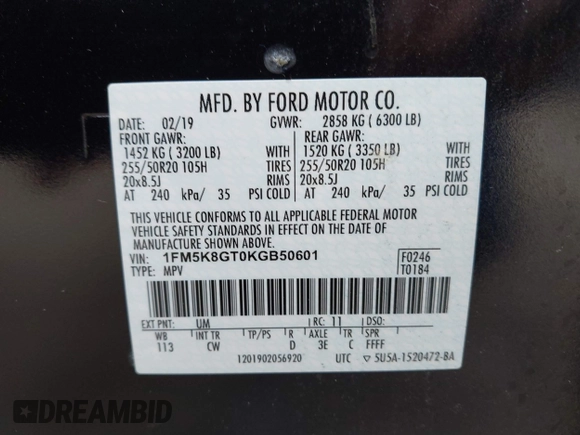 MFD. BY FORD MOTOR CO.
DATE: 02/19 GVWR: 2858 KG ( 6300 LB)
FRONT GAWR: REAR GAWR:
1452 KG ( 3200 LB) WITH 1520 KG ( 3350 LB) WITH
255/50R20 105H TIRES 255/50R20 105H TIRES
20x8.5J RIMS 20x8.5J RIMS
AT 240 kPa/ 35 PSI COLD AT 240 kPa/ 35 PSI COLD
THIS VEHICLE CONFORMS TO ALL APPLICABLE FEDERAL MOTOR
VEHICLE SAFETY STANDARDS IN EFFECT ON THE DATE OF
MANUFACTURE SHOWN ABOVE.
VIN: 1FM5K8GT0KGB50601 F0246
TYPE: MPV T0184
EXT PNT: UM RC: 11 DSO:
WB INT TR TP/PS R AXLE TR SPR
113 CW D 3E C FFFF
1201902056920 UTC ▽ 5U5A-1520472-BA
DREAMBID